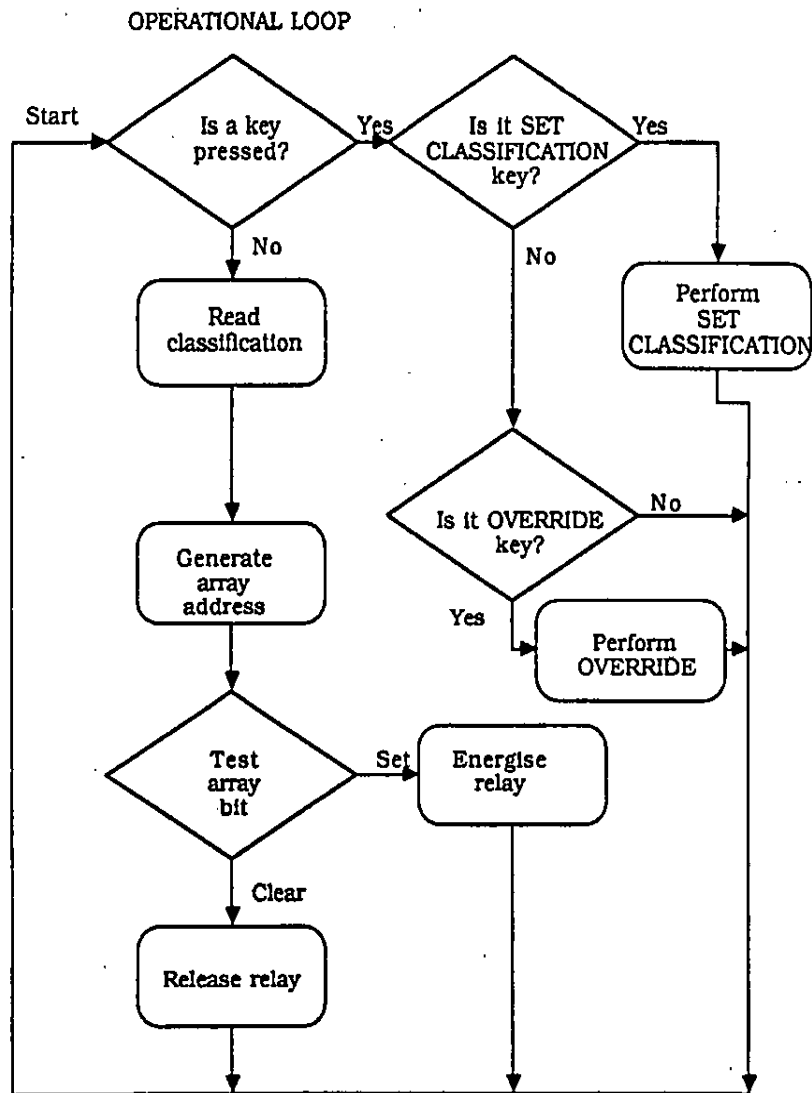 OPERATIONAL LOOP
Start
Is a key
pressed?
Yes
Is it SET
CLASSIFICATION
key?
Yes
No
No
Read
classification
Perform
SET
CLASSIFICATION
Is it OVERRIDE
key?
No
Generate
array
address
Yes
Perform
OVERRIDE
Test
array
bit
Set
Energise
relay
Clear
Release relay